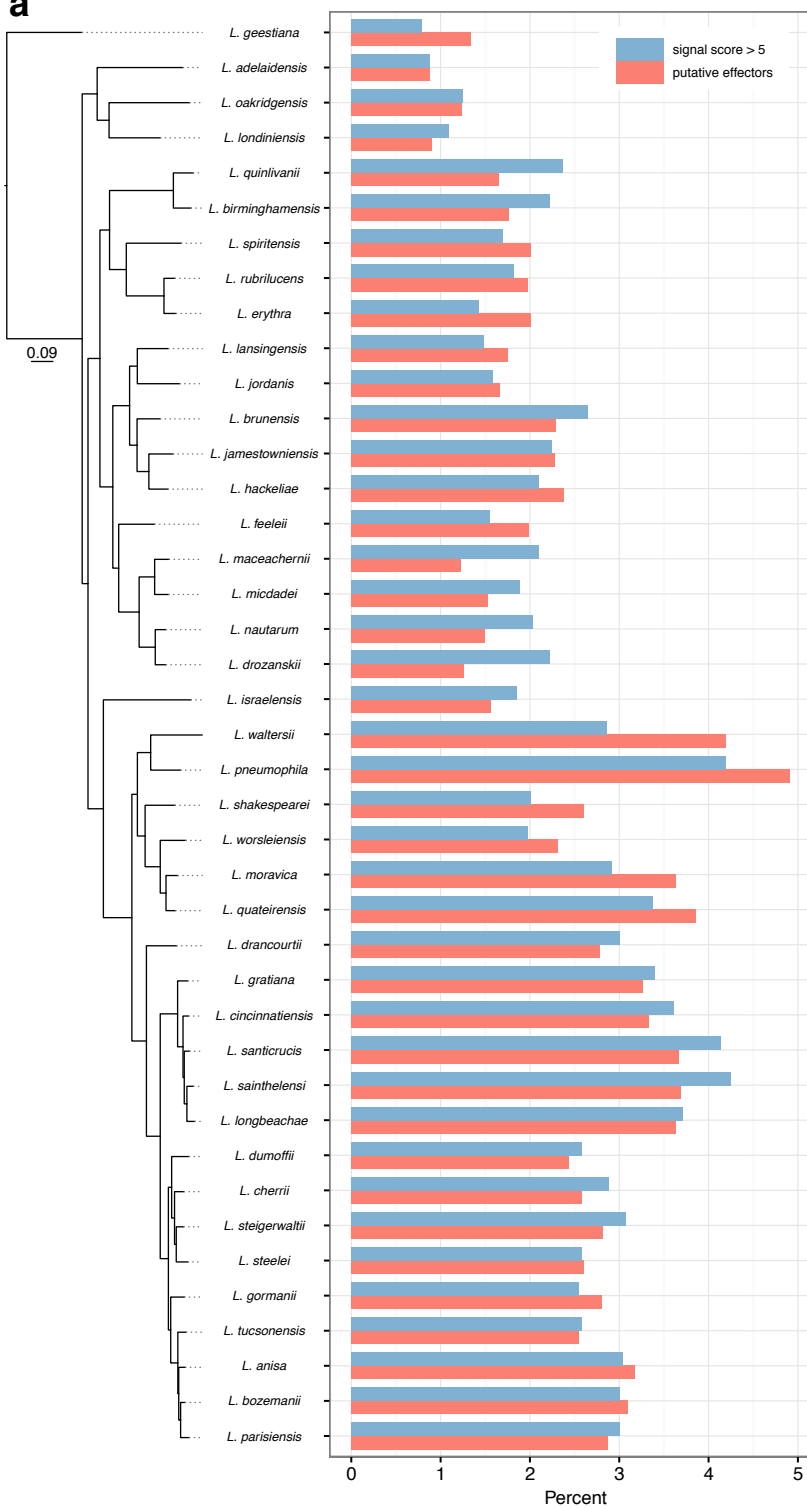 a
L. geestiana
signal score > 5
L. adelaidensis
putative effectors
L. oakridgensis
L. londiniensis
L. quinlivanii
L. birminghamensis
L. spiritensis
L. rubrilucens
L. erythra
0.09
L. lansingensis
L. jordanis
L. brunensis
L. jamestowniensis
L. hackeliae
L. feeleii
L. maceachernii
L. micdadei
L. nautarum
L. drozanskii
L. israelensis
L. waltersii
L. pneumophila
L. shakespearei
L. worsleiensis
L. moravica
L. quateirensis
L. drancourtii
L. gratiana
L. cincinnatiensis
L. santicrucis
L. sainthelensi
L. longbeachae
L. dumoffii
L. cherrii
L. steigerwaltii
L. steelei
L. gormanii
L. tucsonensis
L. anisa
L. bozemanii
L. parisiensis
0 1 2 3 4 5
Percent